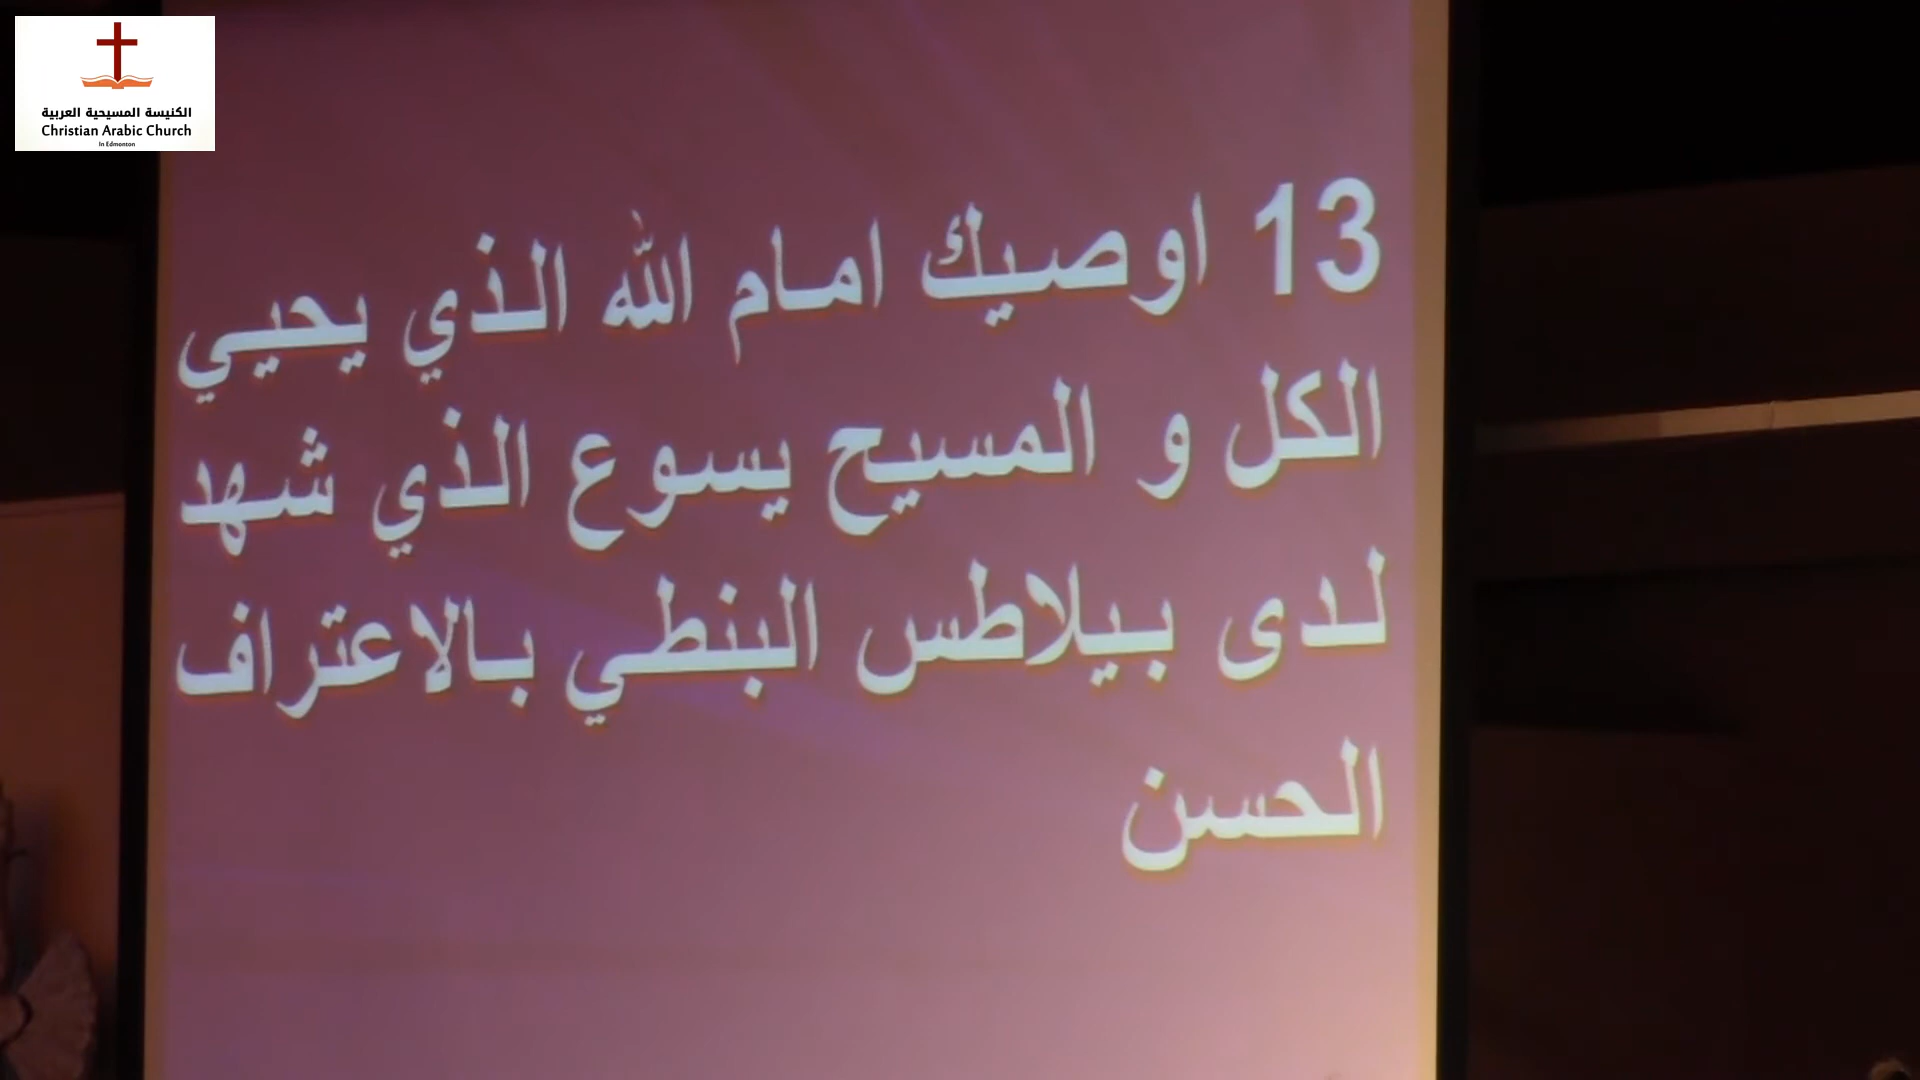 الكنيسة المسيحية العربية
Christian Arabic Church
In Edmonton
13 اوصيك امام الله الذي يحيي
الكل و المسيح يسوع الذي شهد
لدى بيلاطس البنطي بالاعتراف
الحسن